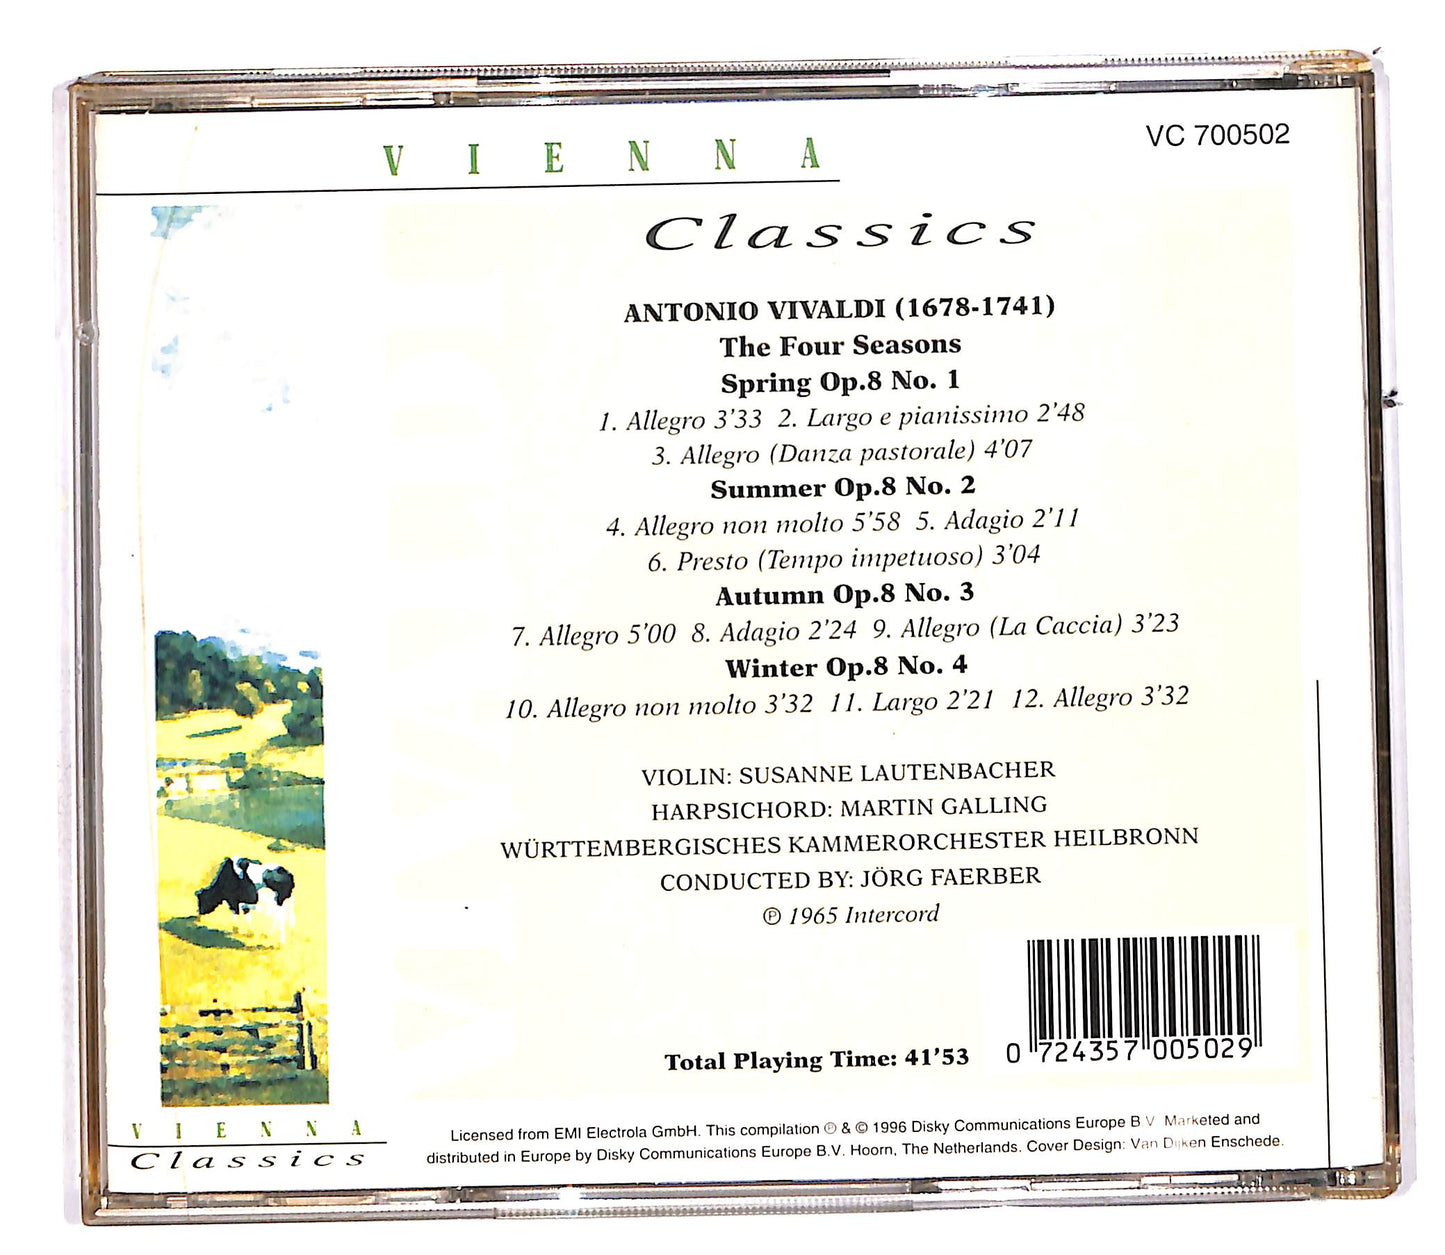 VIENNA
VC 700502
Classics
ANTONIO VIVALDI (1678-1741)
The Four Seasons
Spring Op.8 No. 1
1. Allegro 3'33 2. Largo e pianissimo 2'48
3. Allegro (Danza pastorale) 4'07
Summer Op.8 No. 2
4. Allegro non molto 5'58 5. Adagio 2'11
6. Presto (Tempo impetuoso) 3'04
Autumn Op.8 No. 3
7. Allegro 5'00 8. Adagio 2'24 9. Allegro (La Caccia) 3'23
Winter Op.8 No. 4
10. Allegro non molto 3'32 11. Largo 2'21 12. Allegro 3'32
VIOLIN: SUSANNE LAUTENBACHER
HARPSICHORD: MARTIN GALLING
WÜRTTEMBERGISCHES KAMMERORCHESTER HEILBRONN
CONDUCTED BY: JÖRG FAERBER
℗ 1965 Intercord
Total Playing Time: 41'53
0 724357 005029
VIENNA
Classics
Licensed from EMI Electrola GmbH. This compilation ℗ & © 1996 Disky Communications Europe B.V. Marketed and
distributed in Europe by Disky Communications Europe B.V. Hoorn, The Netherlands. Cover Design: Van Dijken Enschede.